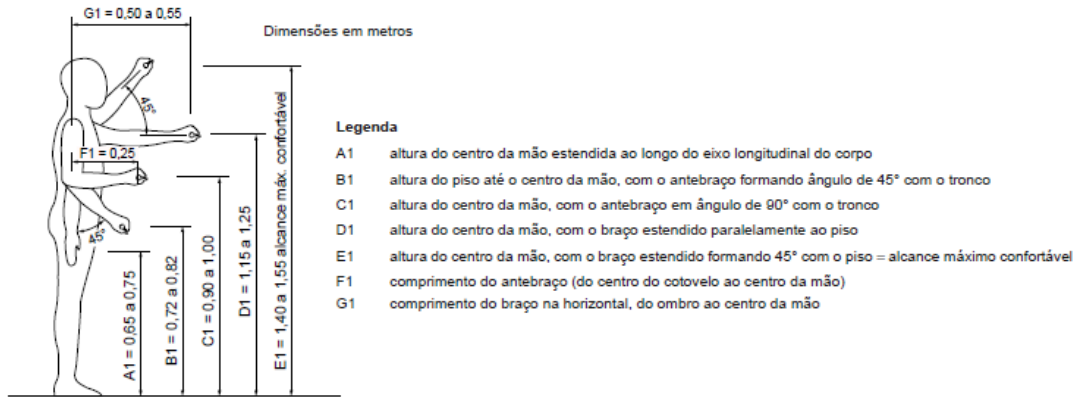 G1 = 0,50 a 0,55
Dimensões em metros
45°
F1 = 0,25
45°
A1 = 0,65 a 0,75
B1 = 0,72 a 0,82
C1 = 0,90 a 1,00
D1 = 1,15 a 1,25
E1 = 1,40 a 1,55 alcance máx. confortável
Legenda
A1 altura do centro da mão estendida ao longo do eixo longitudinal do corpo
B1 altura do piso até o centro da mão, com o antebraço formando ângulo de 45° com o tronco
C1 altura do centro da mão, com o antebraço em ângulo de 90° com o tronco
D1 altura do centro da mão, com o braço estendido paralelamente ao piso
E1 altura do centro da mão, com o braço estendido formando 45° com o piso = alcance máximo confortável
F1 comprimento do antebraço (do centro do cotovelo ao centro da mão)
G1 comprimento do braço na horizontal, do ombro ao centro da mão